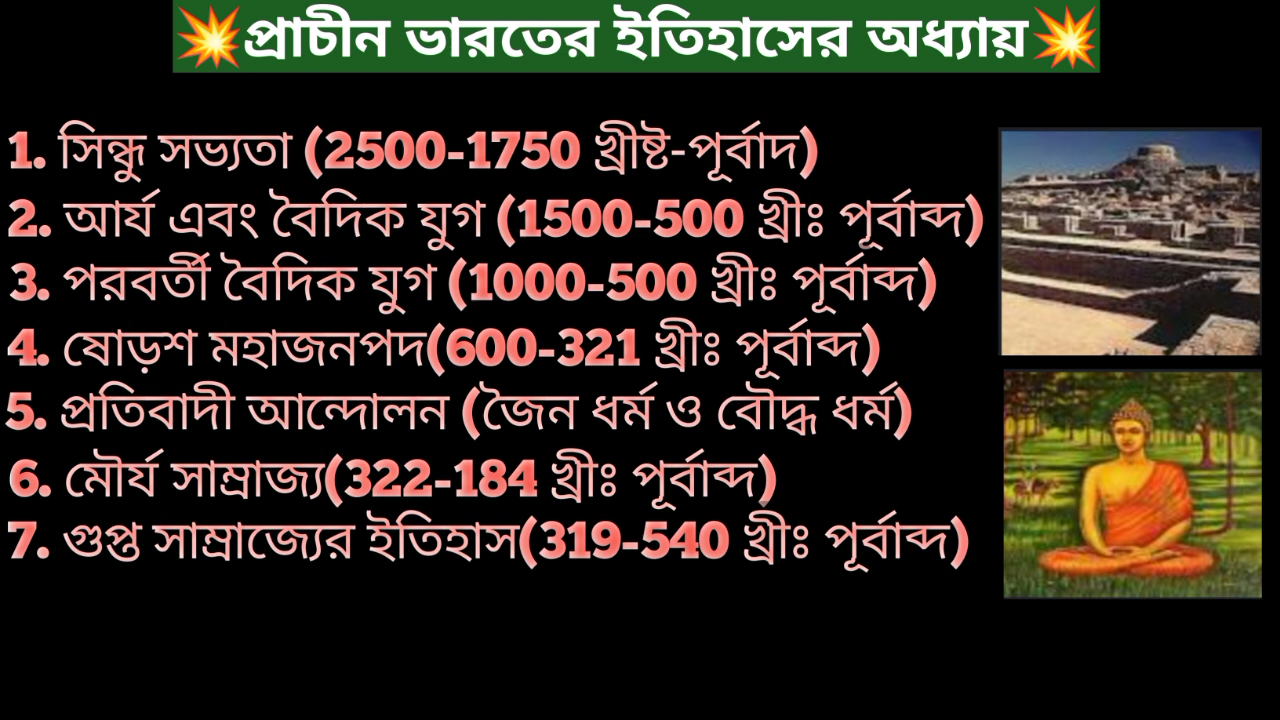 💥প্রাচীন ভারতের ইতিহাসের অধ্যায়💥
1. সিন্ধু সভ্যতা (2500-1750 খ্রীষ্ট-পূর্বাদ)
2. আর্য এবং বৈদিক যুগ (1500-500 খ্রীঃ পূর্বাব্দ)
3. পরবর্তী বৈদিক যুগ (1000-500 খ্রীঃ পূর্বাব্দ)
4. ষোড়শ মহাজনপদ(600-321 খ্রীঃ পূর্বাব্দ)
5. প্রতিবাদী আন্দোলন (জৈন ধর্ম ও বৌদ্ধ ধর্ম)
6. মৌর্য সাম্রাজ্য(322-184 খ্রীঃ পূর্বাব্দ)
7. গুপ্ত সাম্রাজ্যের ইতিহাস(319-540 খ্রীঃ পূর্বাব্দ)